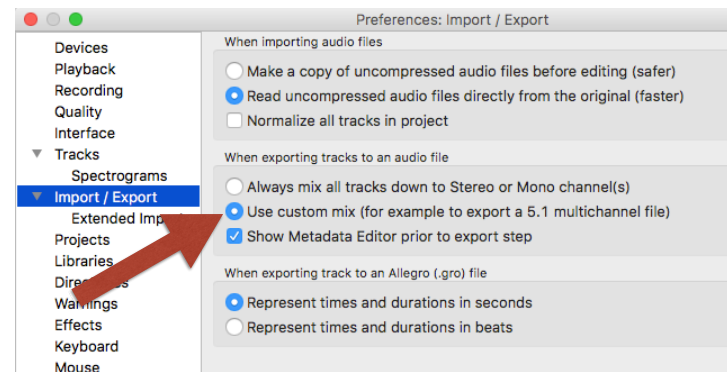 Preferences: Import / Export
Devices
Playback
Recording
Quality
Interface
Tracks
Spectrograms
Import / Export
Extended Imp
Projects
Libraries
Dire
Warnings
Effects
Keyboard
Mouse
When importing audio files
Make a copy of uncompressed audio files before editing (safer)
Read uncompressed audio files directly from the original (faster)
Normalize all tracks in project
When exporting tracks to an audio file
Always mix all tracks down to Stereo or Mono channel(s)
Use custom mix (for example to export a 5.1 multichannel file)
Show Metadata Editor prior to export step
When exporting track to an Allegro (.gro) file
Represent times and durations in seconds
Represent times and durations in beats